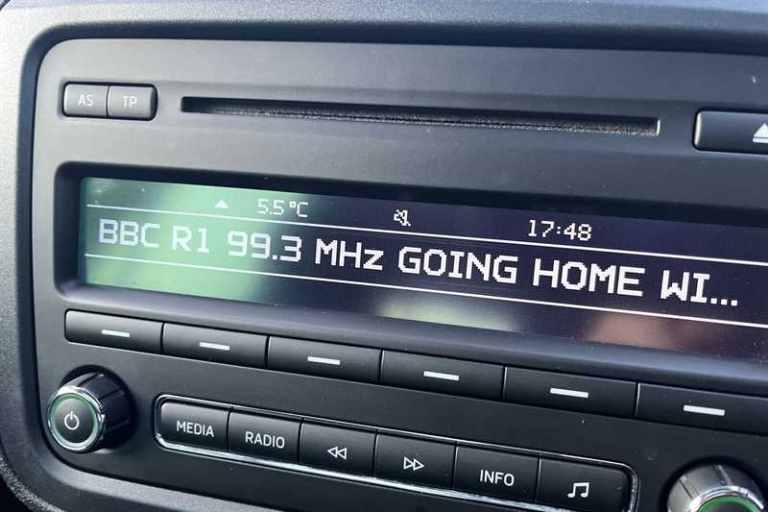 AS TP
5.5°C 17:48
BBC R1 99.3 MHz GOING HOME WI...
MEDIA RADIO INFO